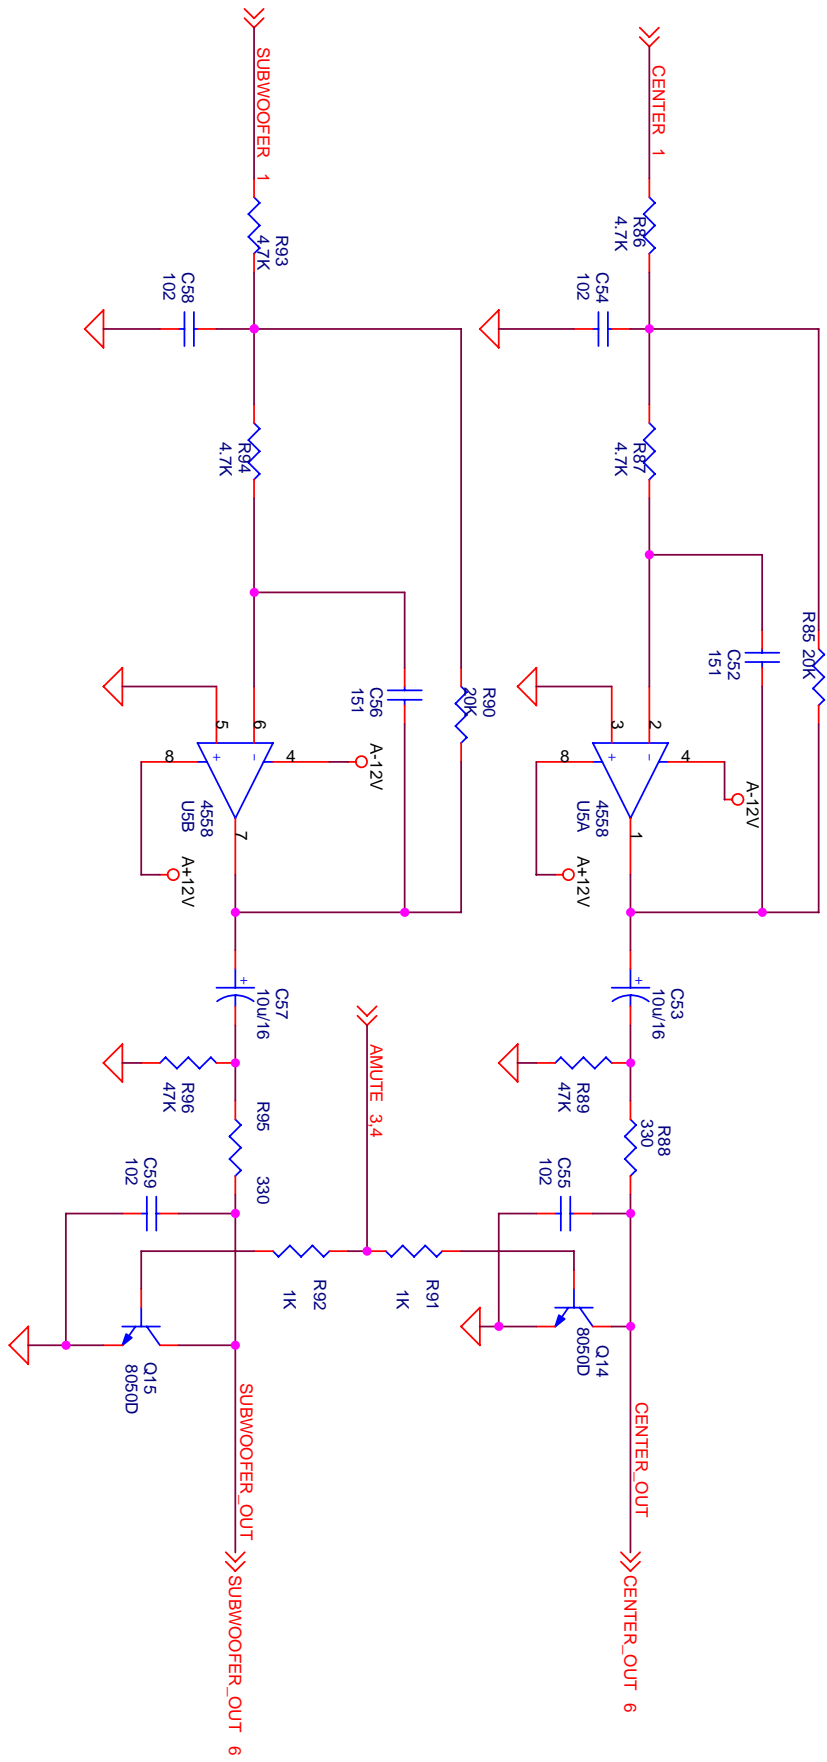 CENTER 1
R86
4.7K
C54
102
R87
4.7K
R85 20K
C52
151
2
3
4
8
1
A-12V
4558
U5A
A+12V
+
-
C53
10u/16
+
R89
47K
R88
330
C55
102
Q14
8050D
CENTER_OUT
CENTER_OUT 6
AMUTE 3,4
R91
1K
R92
1K
SUBWOOFER 1
R93
4.7K
C58
102
R94
4.7K
R90
20K
C56
151
6
5
4
8
7
A-12V
4558
U5B
A+12V
+
-
C57
10u/16
+
R96
47K
R95
330
C59
102
Q15
8050D
SUBWOOFER_OUT
SUBWOOFER_OUT 6